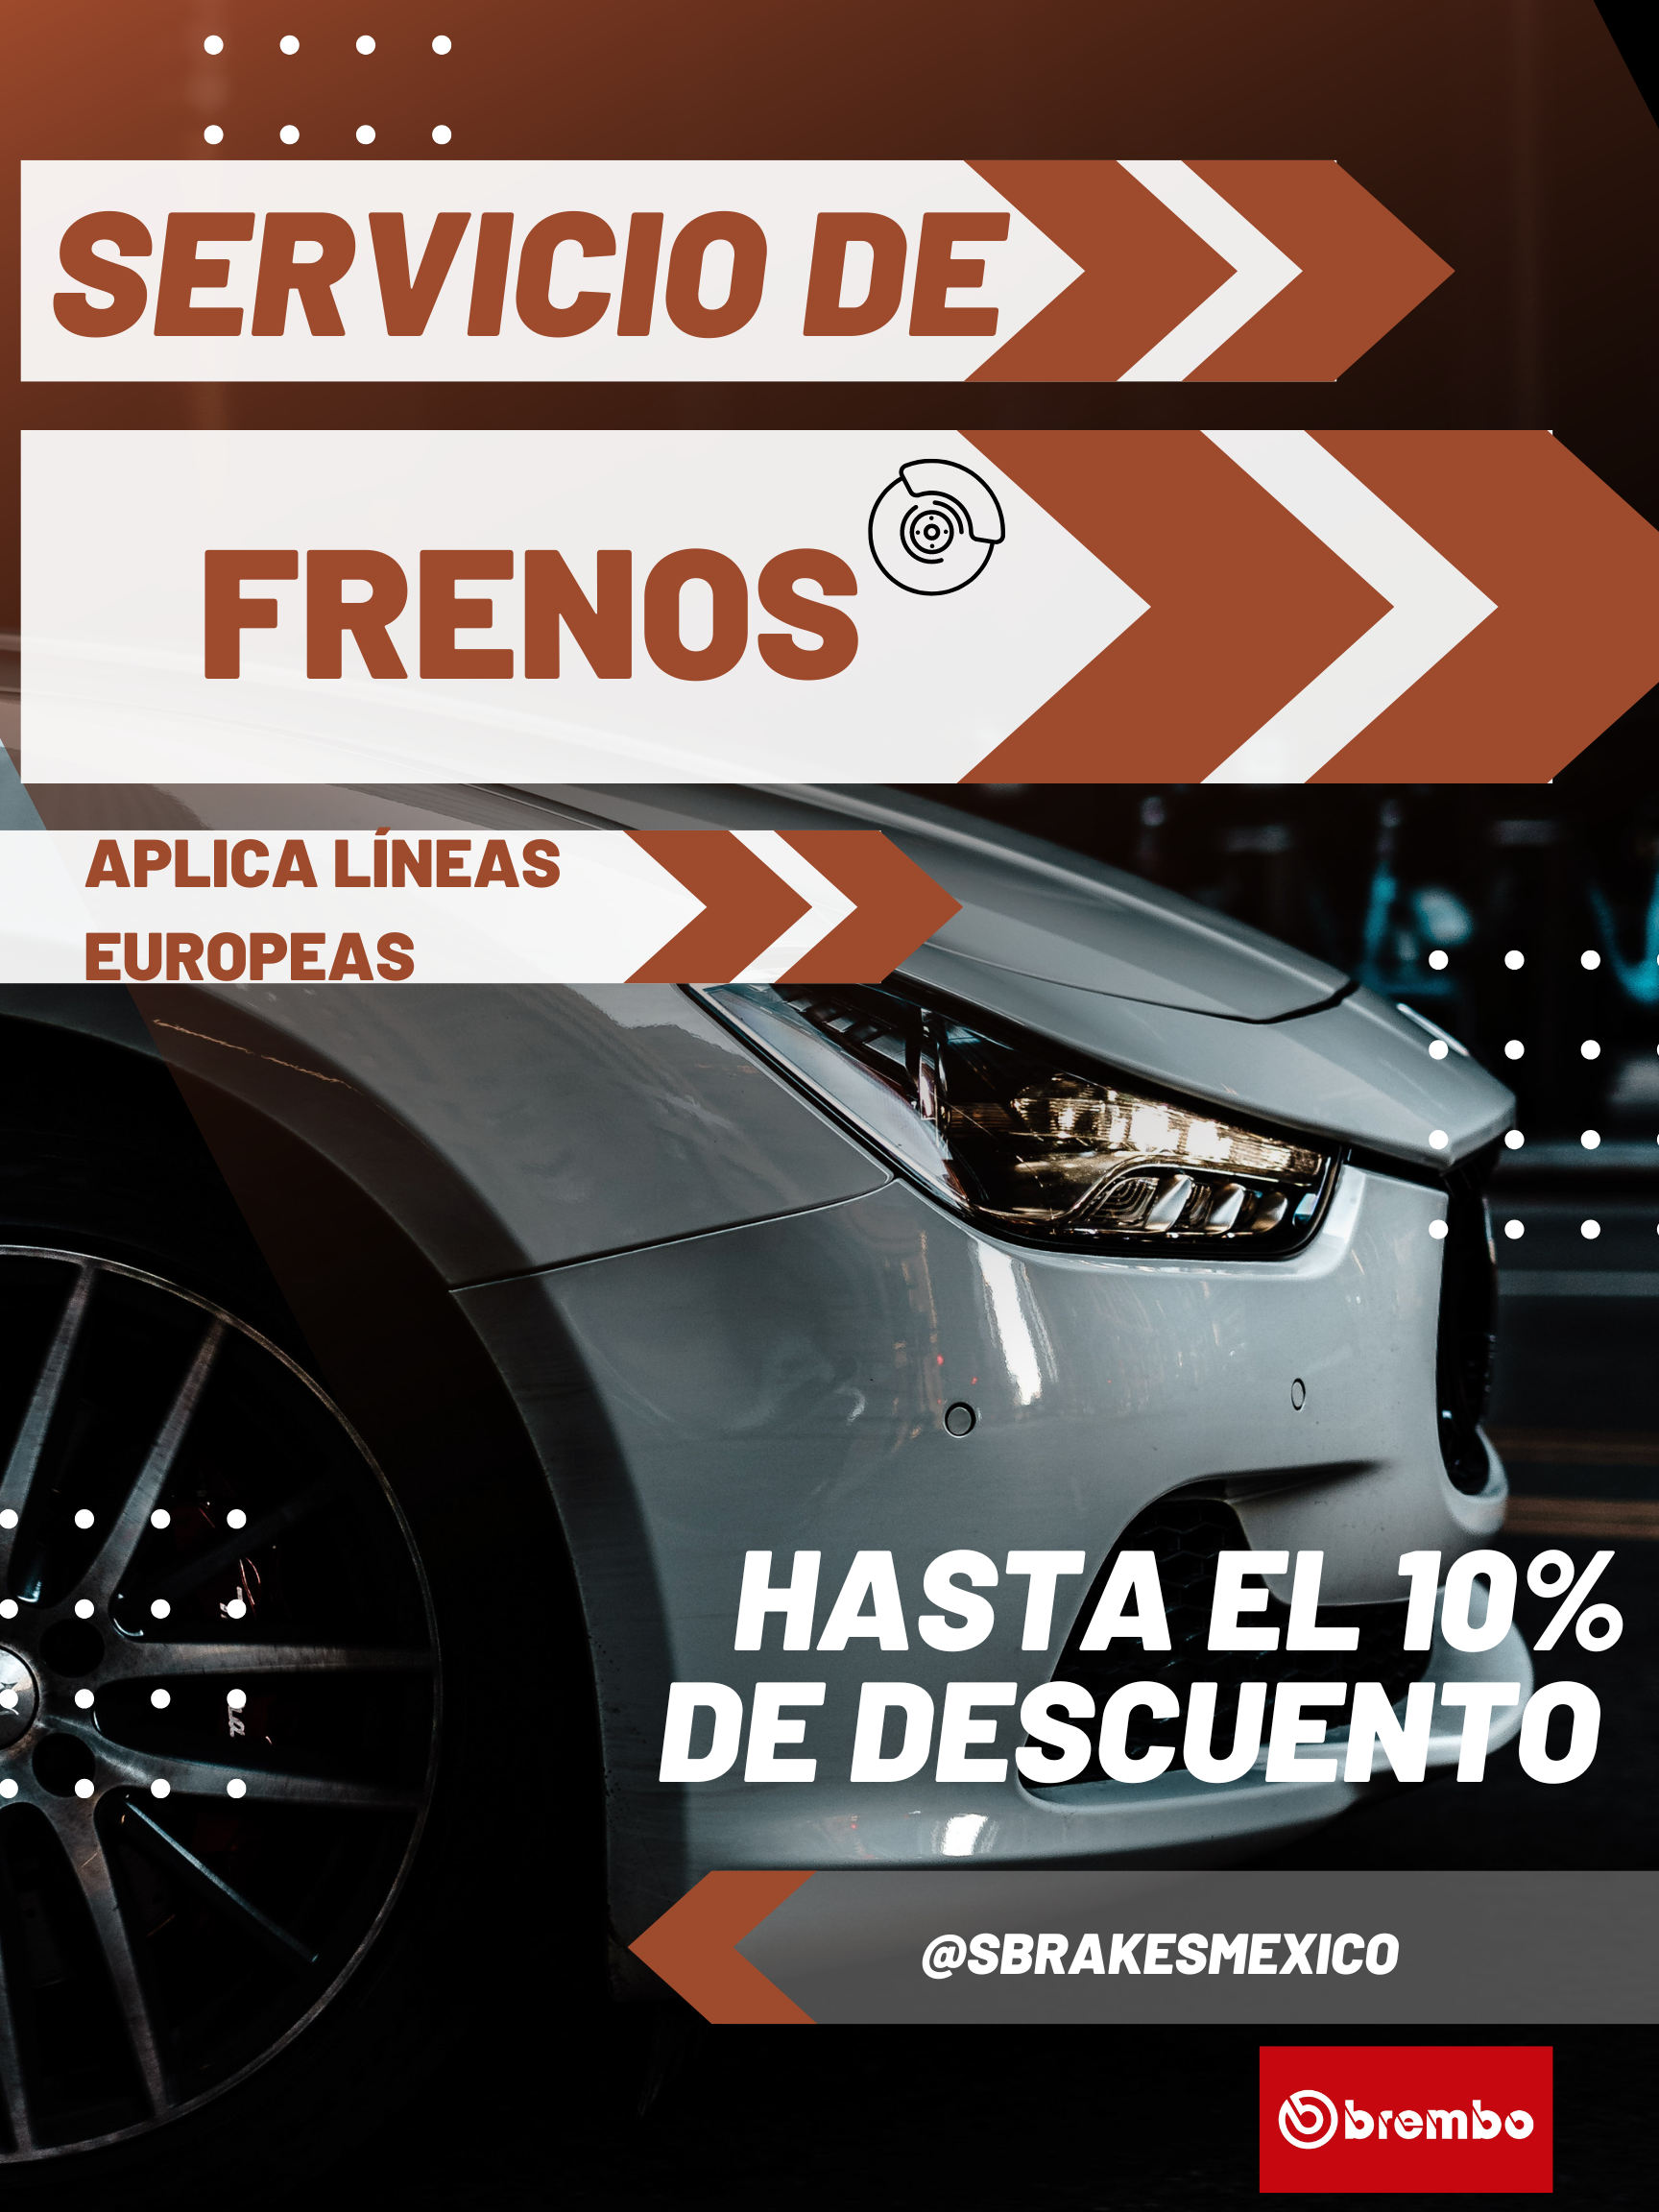 SERVICIO DE
FRENOS
APLICA LÍNEAS
EUROPEAS
HASTA EL 10%
DE DESCUENTO
@SBRAKESMEXICO
brembo